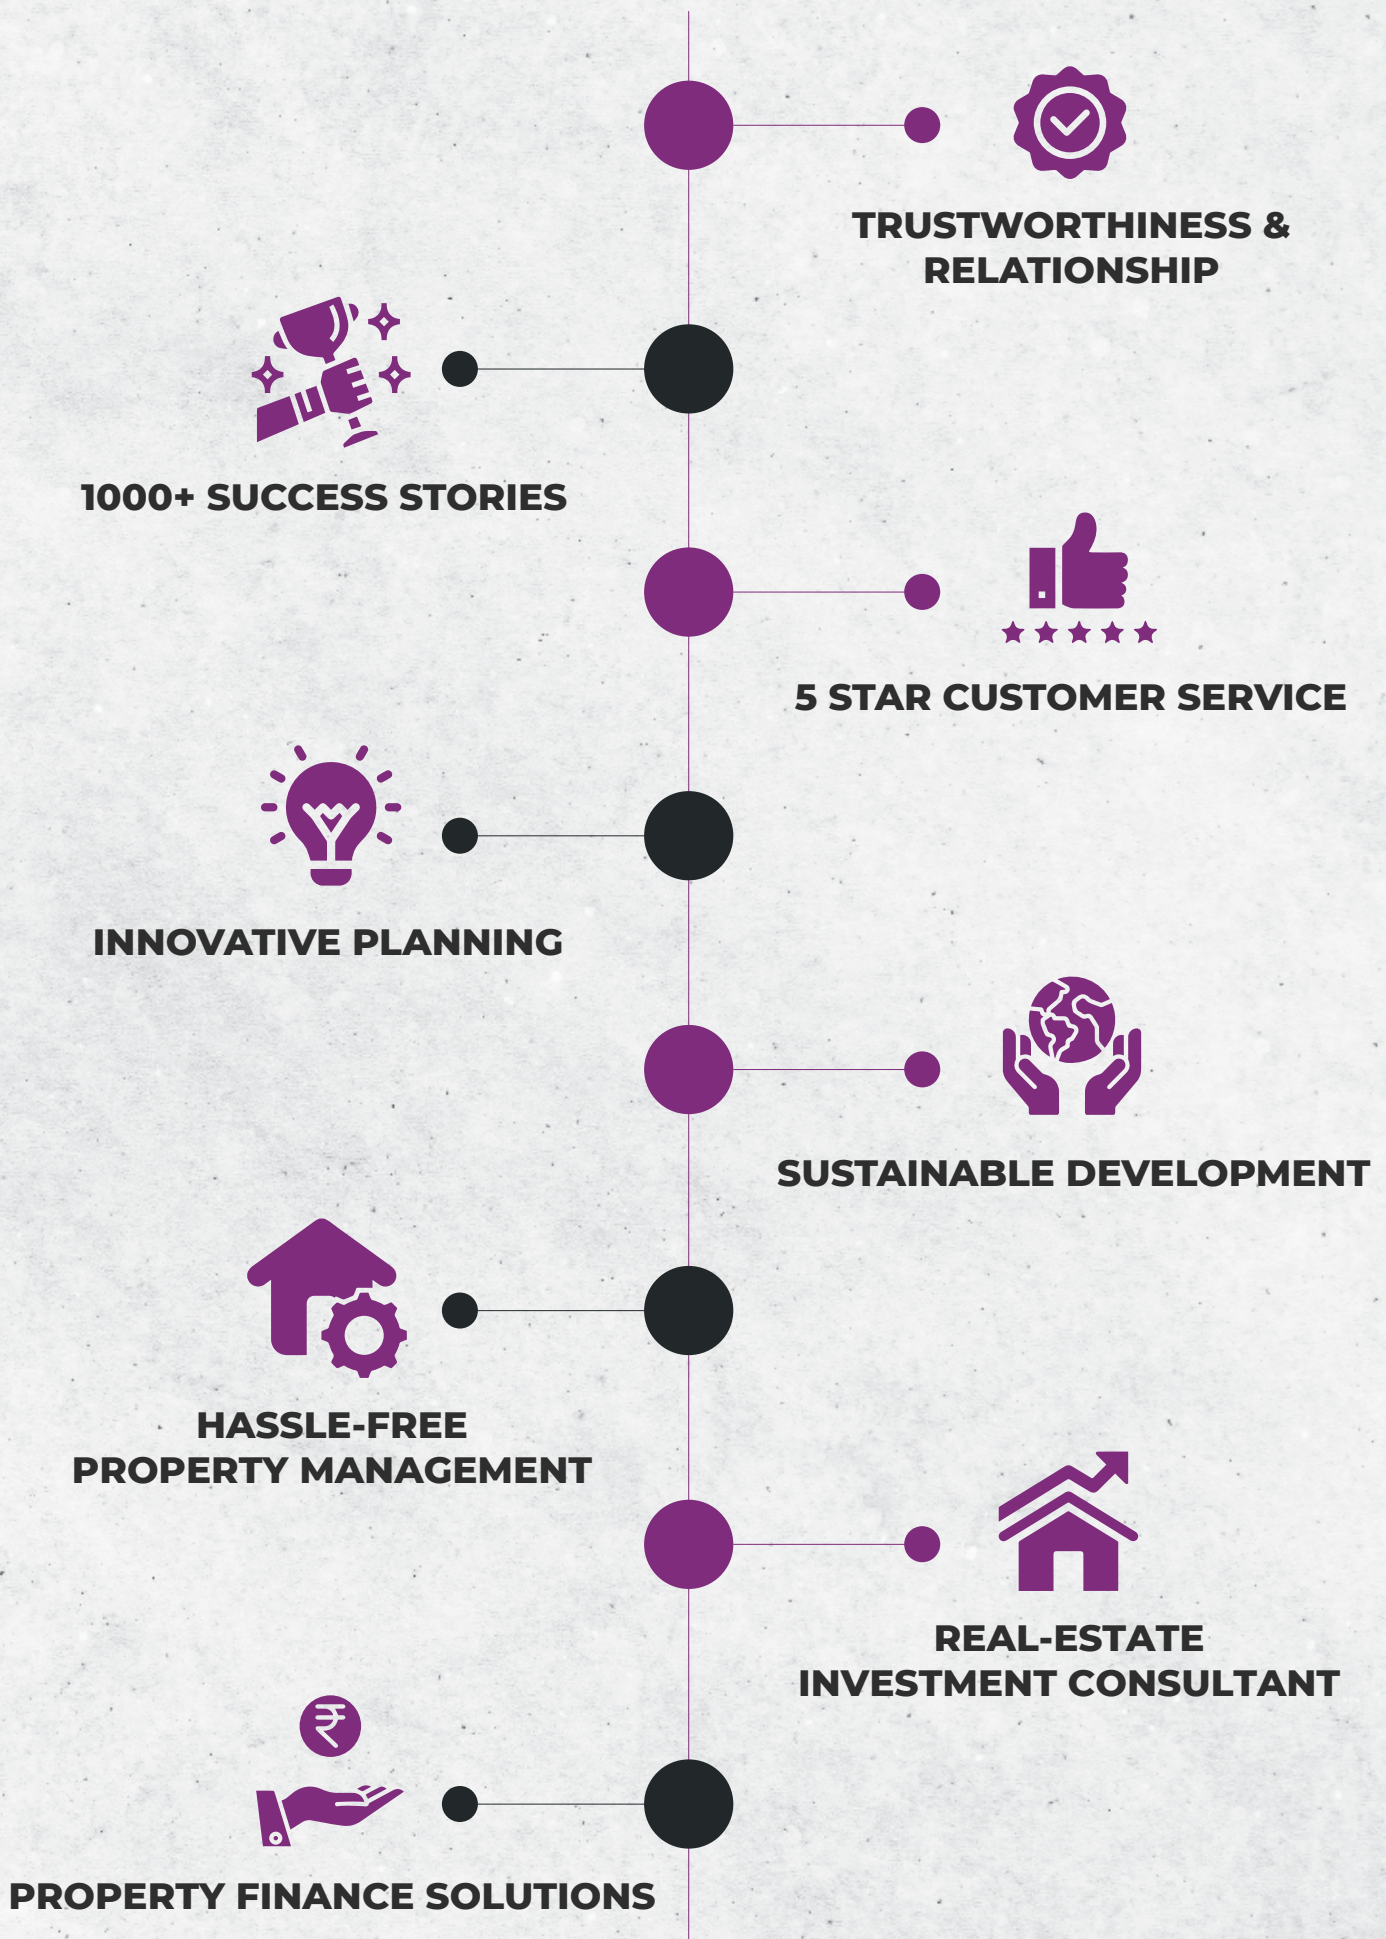 TRUSTWORTHINESS &
RELATIONSHIP
1000+ SUCCESS STORIES
5 STAR CUSTOMER SERVICE
INNOVATIVE PLANNING
SUSTAINABLE DEVELOPMENT
HASSLE-FREE
PROPERTY MANAGEMENT
REAL-ESTATE
INVESTMENT CONSULTANT
₹
PROPERTY FINANCE SOLUTIONS